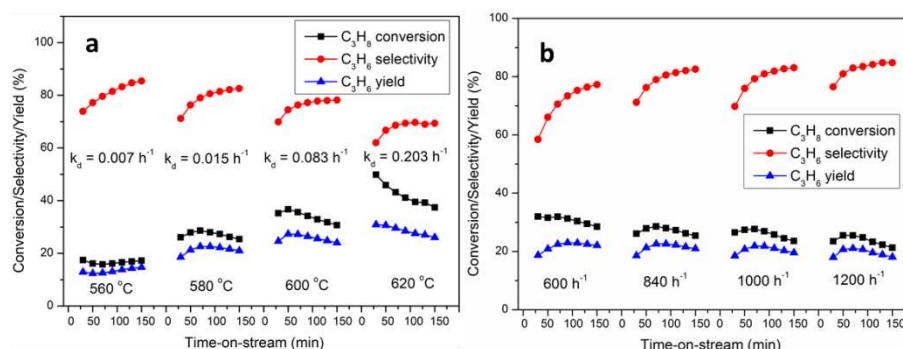 a
C₃H₈ conversion
C₃H₆ selectivity
C₃H₆ yield
Conversion/Selectivity/Yield (%)
100
80
60
40
20
0
k_d = 0.007 h⁻¹
k_d = 0.015 h⁻¹
k_d = 0.083 h⁻¹
k_d = 0.203 h⁻¹
560 °C
580 °C
600 °C
620 °C
0 50 100 150 0 50 100 150 0 50 100 150 0 50 100 150
Time-on-stream (min)
b
C₃H₈ conversion
C₃H₆ selectivity
C₃H₆ yield
Conversion/Selectivity/Yield (%)
100
80
60
40
20
0
600 h⁻¹
840 h⁻¹
1000 h⁻¹
1200 h⁻¹
0 50 100 150 0 50 100 150 0 50 100 150 0 50 100 150
Time-on-stream (min)